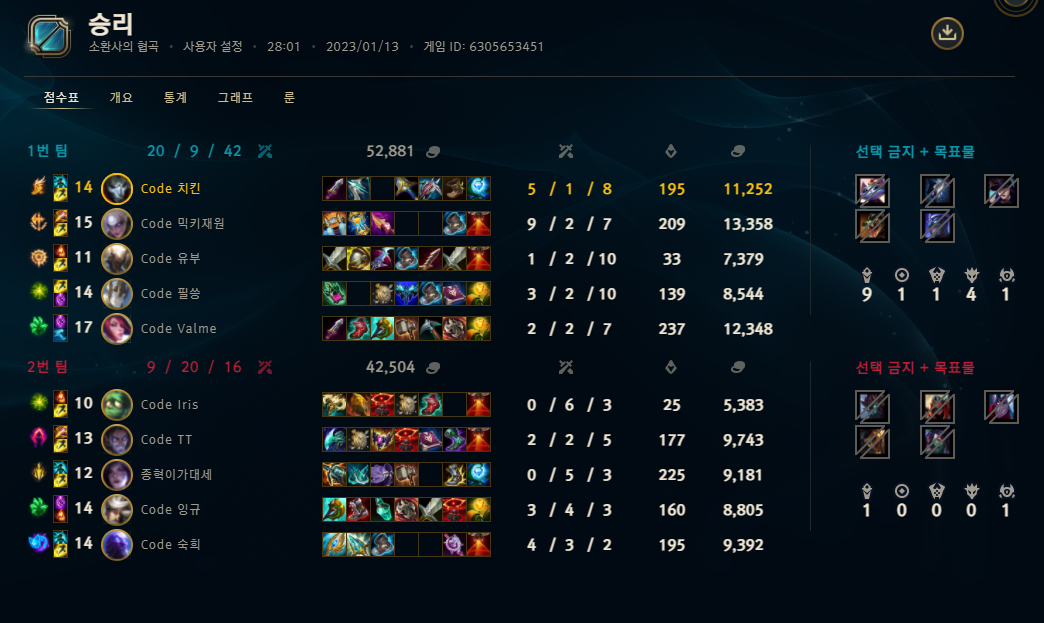 승리
소환사의 협곡 • 사용자 설정 • 28:01 • 2023/01/13 • 게임 ID: 6305653451
점수표 개요 통계 그래프 룬
1번 팀 20 / 9 / 42 52,881 선택 금지 + 목표물
14 Code 치킨 5 / 1 / 8 195 11,252
15 Code 믹키재원 9 / 2 / 7 209 13,358
11 Code 유부 1 / 2 / 10 33 7,379
14 Code 필쏭 3 / 2 / 10 139 8,544
9 1 1 4 1
17 Code Valme 2 / 2 / 7 237 12,348
2번 팀 9 / 20 / 16 42,504 선택 금지 + 목표물
10 Code Iris 0 / 6 / 3 25 5,383
13 Code TT 2 / 2 / 5 177 9,743
12 종혁이가대세 0 / 5 / 3 225 9,181
14 Code 잉규 3 / 4 / 3 160 8,805
1 0 0 0 1
14 Code 숙희 4 / 3 / 2 195 9,392